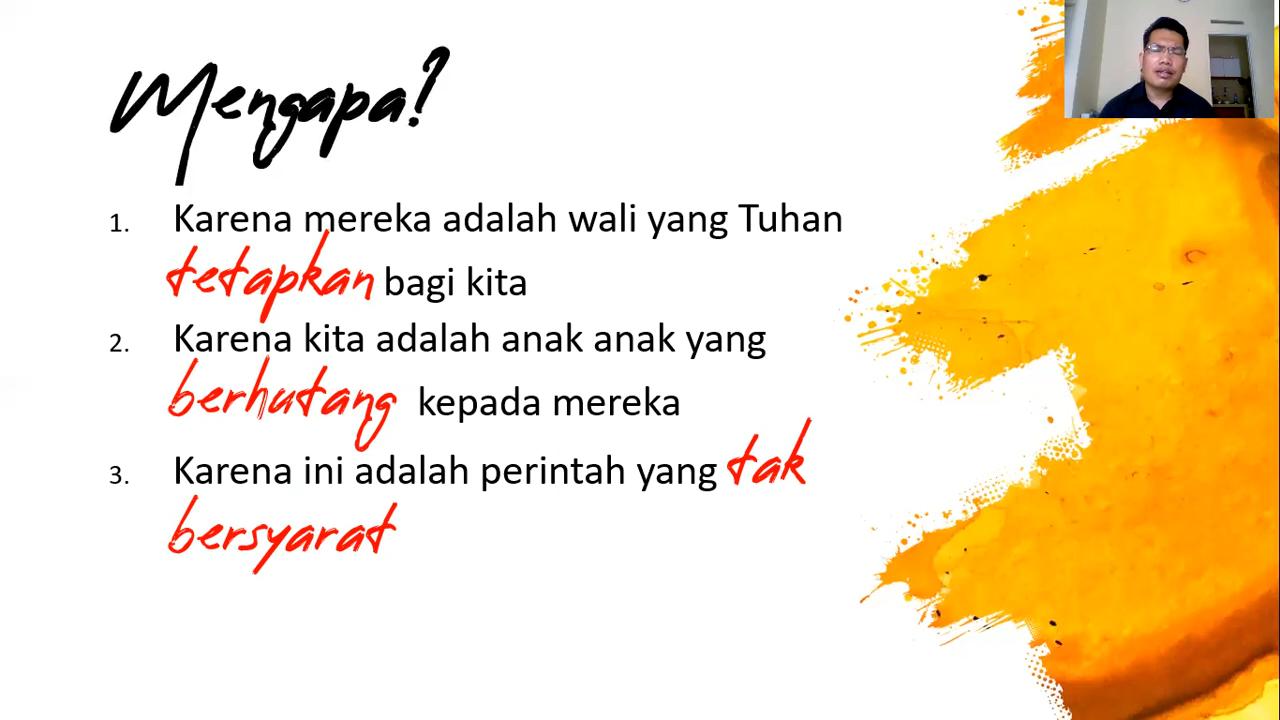 Mengapa?
1. Karena mereka adalah wali yang Tuhan
tetapkan bagi kita
2. Karena kita adalah anak anak yang
berhutang kepada mereka
3. Karena ini adalah perintah yang tak
bersyarat